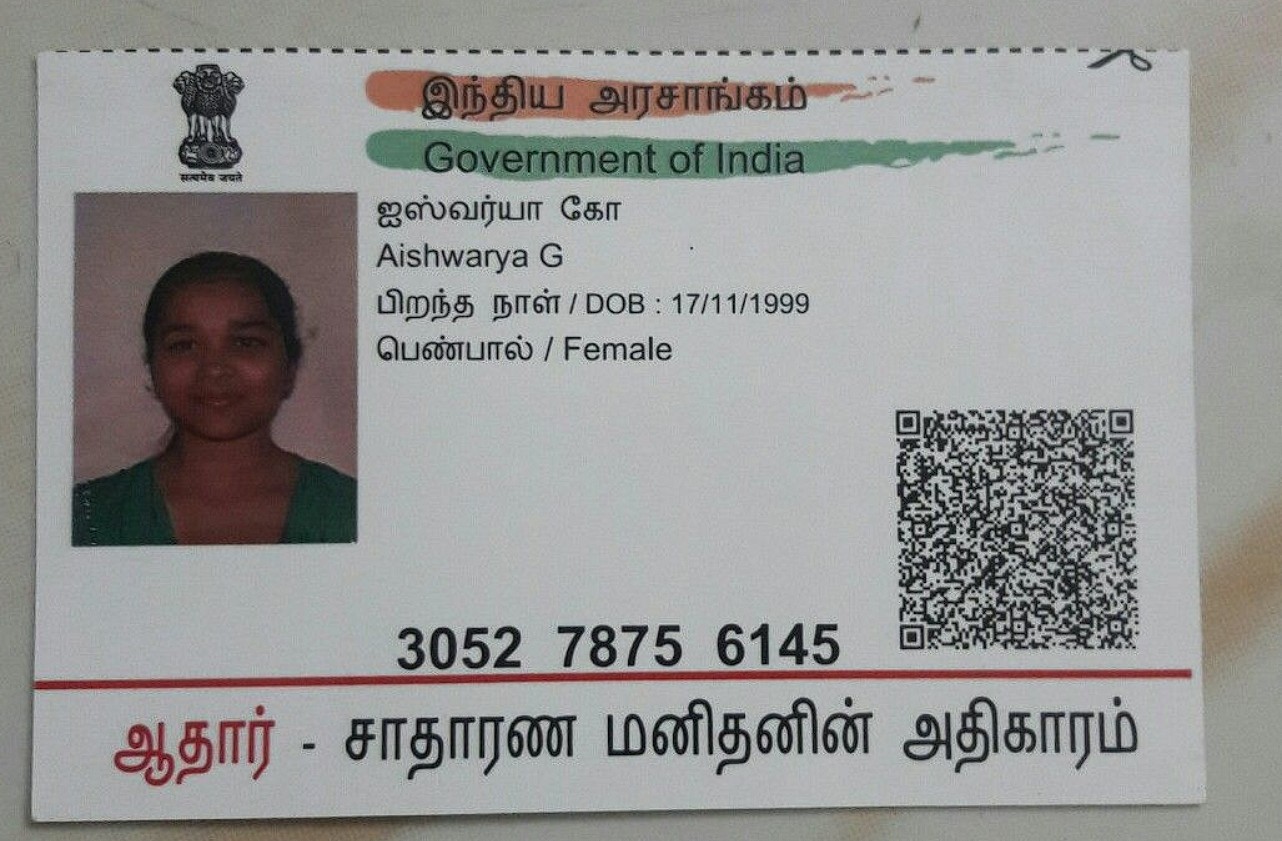 இந்திய அரசாங்கம்
Government of India
सत्यमेव जयते
ஐஸ்வர்யா கோ
Aishwarya G
பிறந்த நாள் / DOB : 17/11/1999
பெண்பால் / Female
3052 7875 6145
ஆதார் - சாதாரண மனிதனின் அதிகாரம்